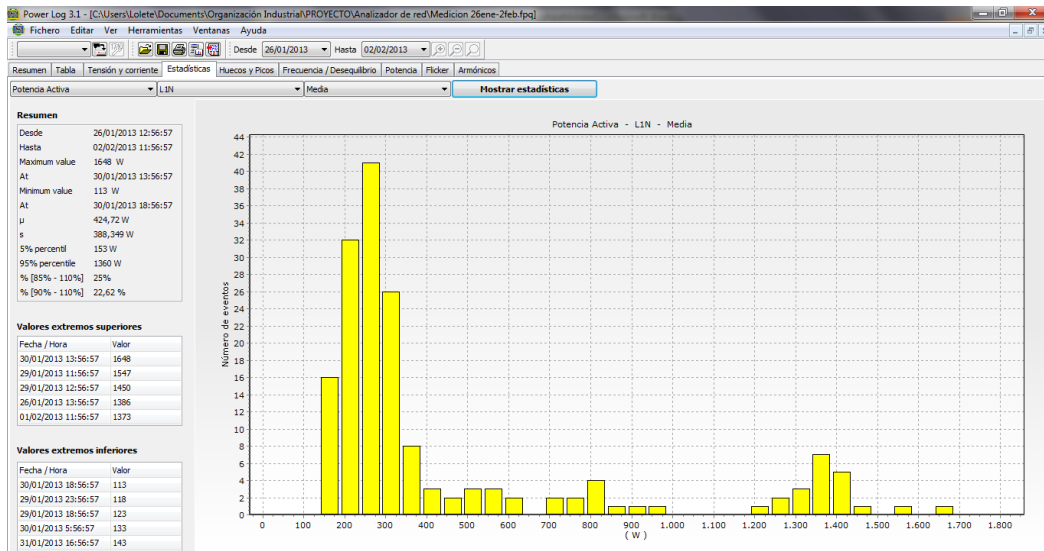 Power Log 3.1 - [C:\Users\Lolete\Documents\Organización Industrial\PROYECTO\Analizador de red\Medicion 26ene-2feb.fpq]
Fichero Editar Ver Herramientas Ventanas Ayuda
Desde 26/01/2013 Hasta 02/02/2013
Resumen Tabla Tensión y corriente Estadísticas Huecos y Picos Frecuencia / Desequilibrio Potencia Flicker Armónicos
Potencia Activa L1N Media Mostrar estadísticas
Resumen
Desde 26/01/2013 12:56:57
Hasta 02/02/2013 11:56:57
Maximum value 1648 W
At 30/01/2013 13:56:57
Minimum value 113 W
At 30/01/2013 18:56:57
µ 424,72 W
s 388,349 W
5% percentil 153 W
95% percentile 1360 W
% [85% - 110%] 25%
% [90% - 110%] 22,62 %
Valores extremos superiores
Fecha / Hora Valor
30/01/2013 13:56:57 1648
29/01/2013 11:56:57 1547
29/01/2013 12:56:57 1450
26/01/2013 13:56:57 1386
01/02/2013 11:56:57 1373
Valores extremos inferiores
Fecha / Hora Valor
30/01/2013 18:56:57 113
29/01/2013 23:56:57 118
29/01/2013 18:56:57 123
30/01/2013 5:56:57 133
31/01/2013 16:56:57 143
Potencia Activa - L1N - Media
Número de eventos
44
42
40
38
36
34
32
30
28
26
24
22
20
18
16
14
12
10
8
6
4
2
0
0 100 200 300 400 500 600 700 800 900 1.000 1.100 1.200 1.300 1.400 1.500 1.600 1.700 1.800
( W )